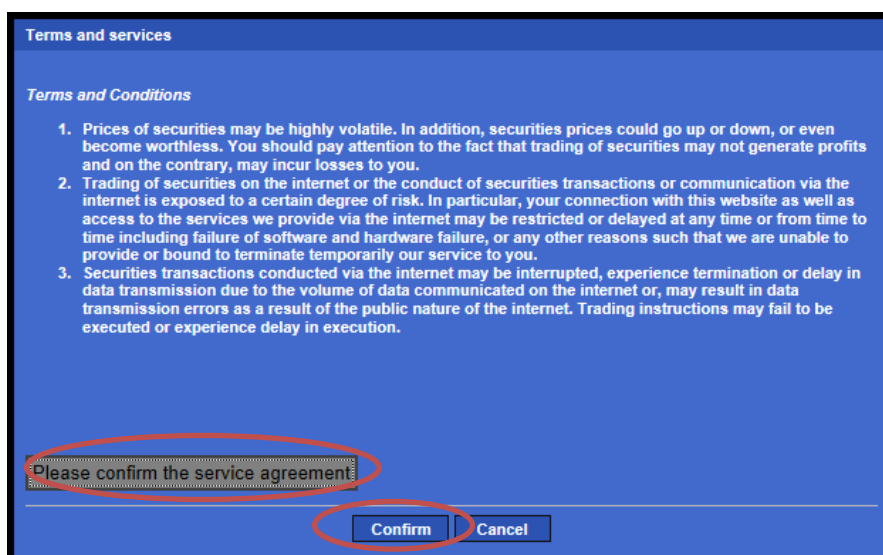 Terms and services
Terms and Conditions
1. Prices of securities may be highly volatile. In addition, securities prices could go up or down, or even
become worthless. You should pay attention to the fact that trading of securities may not generate profits
and on the contrary, may incur losses to you.
2. Trading of securities on the internet or the conduct of securities transactions or communication via the
internet is exposed to a certain degree of risk. In particular, your connection with this website as well as
access to the services we provide via the internet may be restricted or delayed at any time or from time to
time including failure of software and hardware failure, or any other reasons such that we are unable to
provide or bound to terminate temporarily our service to you.
3. Securities transactions conducted via the internet may be interrupted, experience termination or delay in
data transmission due to the volume of data communicated on the internet or, may result in data
transmission errors as a result of the public nature of the internet. Trading instructions may fail to be
executed or experience delay in execution.
Please confirm the service agreement
Confirm Cancel